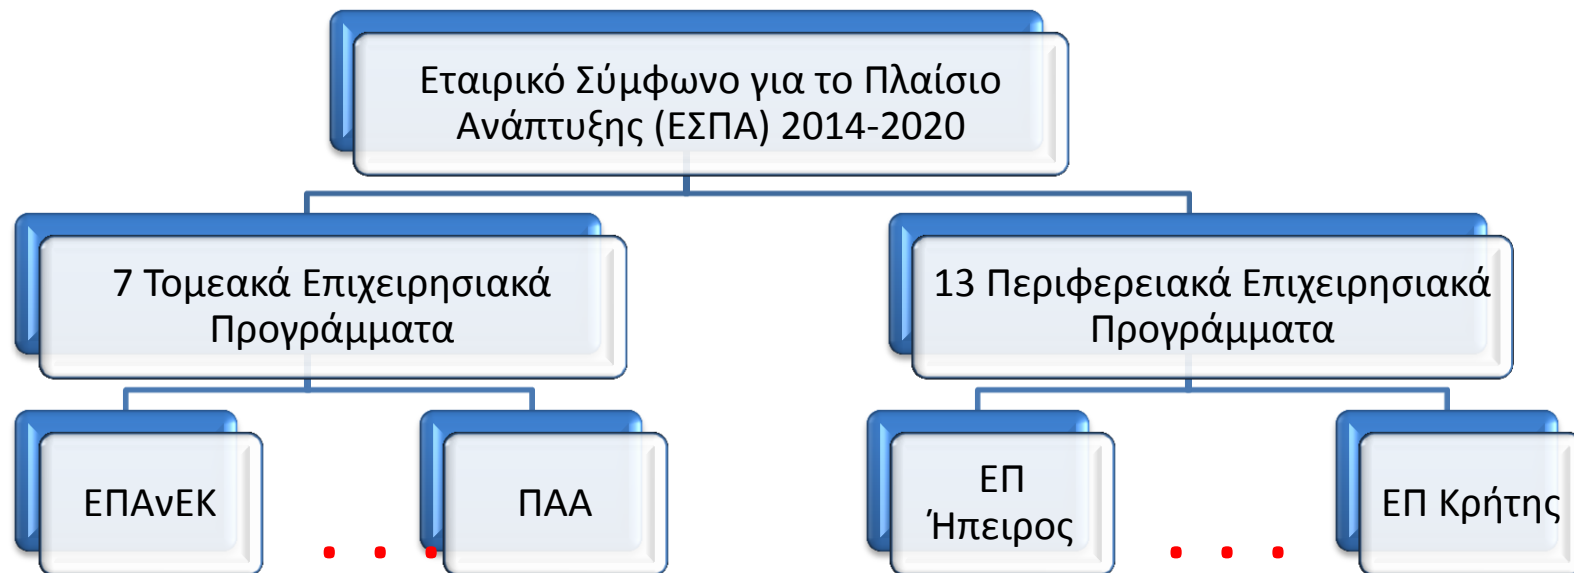 Εταιρικό Σύμφωνο για το Πλαίσιο
Ανάπτυξης (ΕΣΠΑ) 2014-2020
7 Τομεακά Επιχειρησιακά
Προγράμματα
13 Περιφερειακά Επιχειρησιακά
Προγράμματα
ΕΠΑνΕΚ
. . .
ΠΑΑ
ΕΠ
Ήπειρος
. . .
ΕΠ Κρήτης